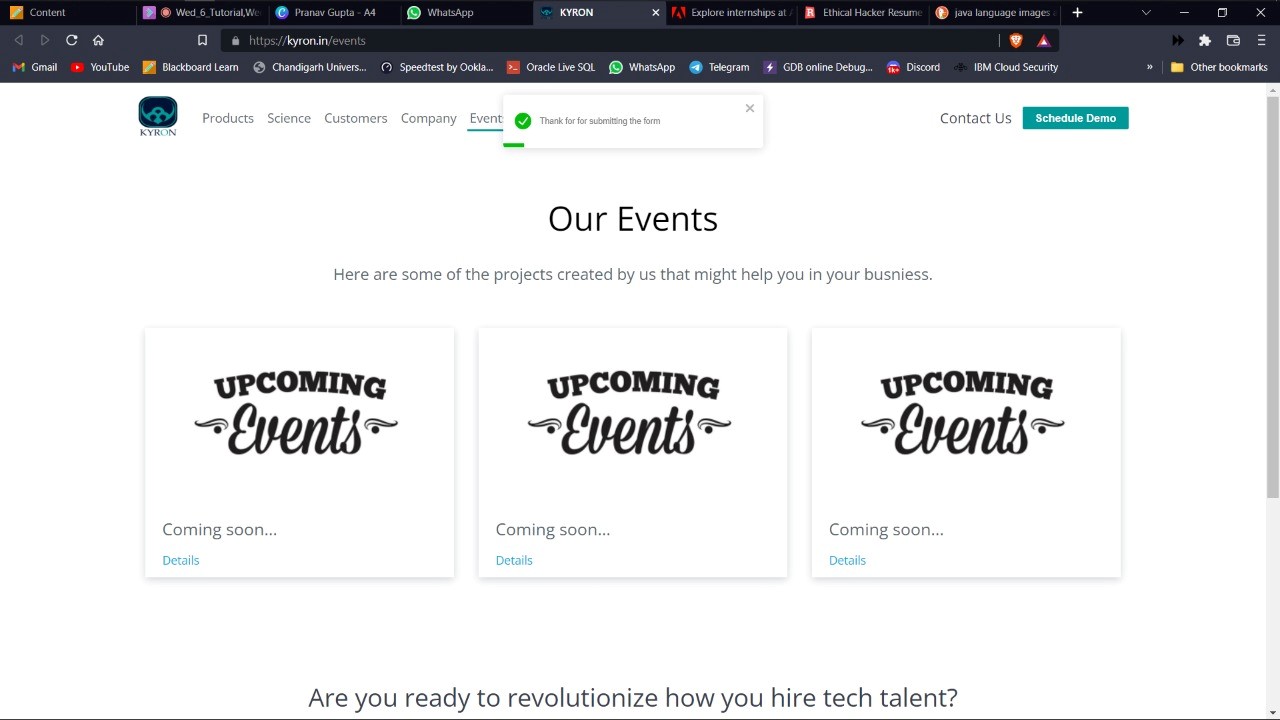 Content
Wed_6_Tutorial,We
Pranav Gupta - A4
WhatsApp
KYRON
Explore internships at
Ethical Hacker Resume
java language images
https://kyron.in/events
Gmail
YouTube
Blackboard Learn
Chandigarh Univers...
Speedtest by Ookla...
Oracle Live SQL
WhatsApp
Telegram
GDB online Debug...
Discord
IBM Cloud Security
»
Other bookmarks
KYRON
Products
Science
Customers
Company
Event
Thank for for submitting the form
Contact Us
Schedule Demo
Our Events
Here are some of the projects created by us that might help you in your busniess.
UPCOMING
Events
Coming soon...
Details
UPCOMING
Events
Coming soon...
Details
UPCOMING
Events
Coming soon...
Details
Are you ready to revolutionize how you hire tech talent?